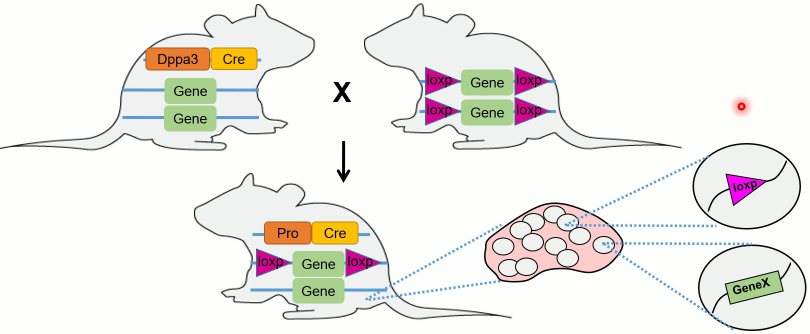 Dppa3 Cre
Gene
Gene
X
loxp Gene loxp
loxp Gene loxp
Pro Cre
loxp Gene loxp
Gene
loxp
GeneX